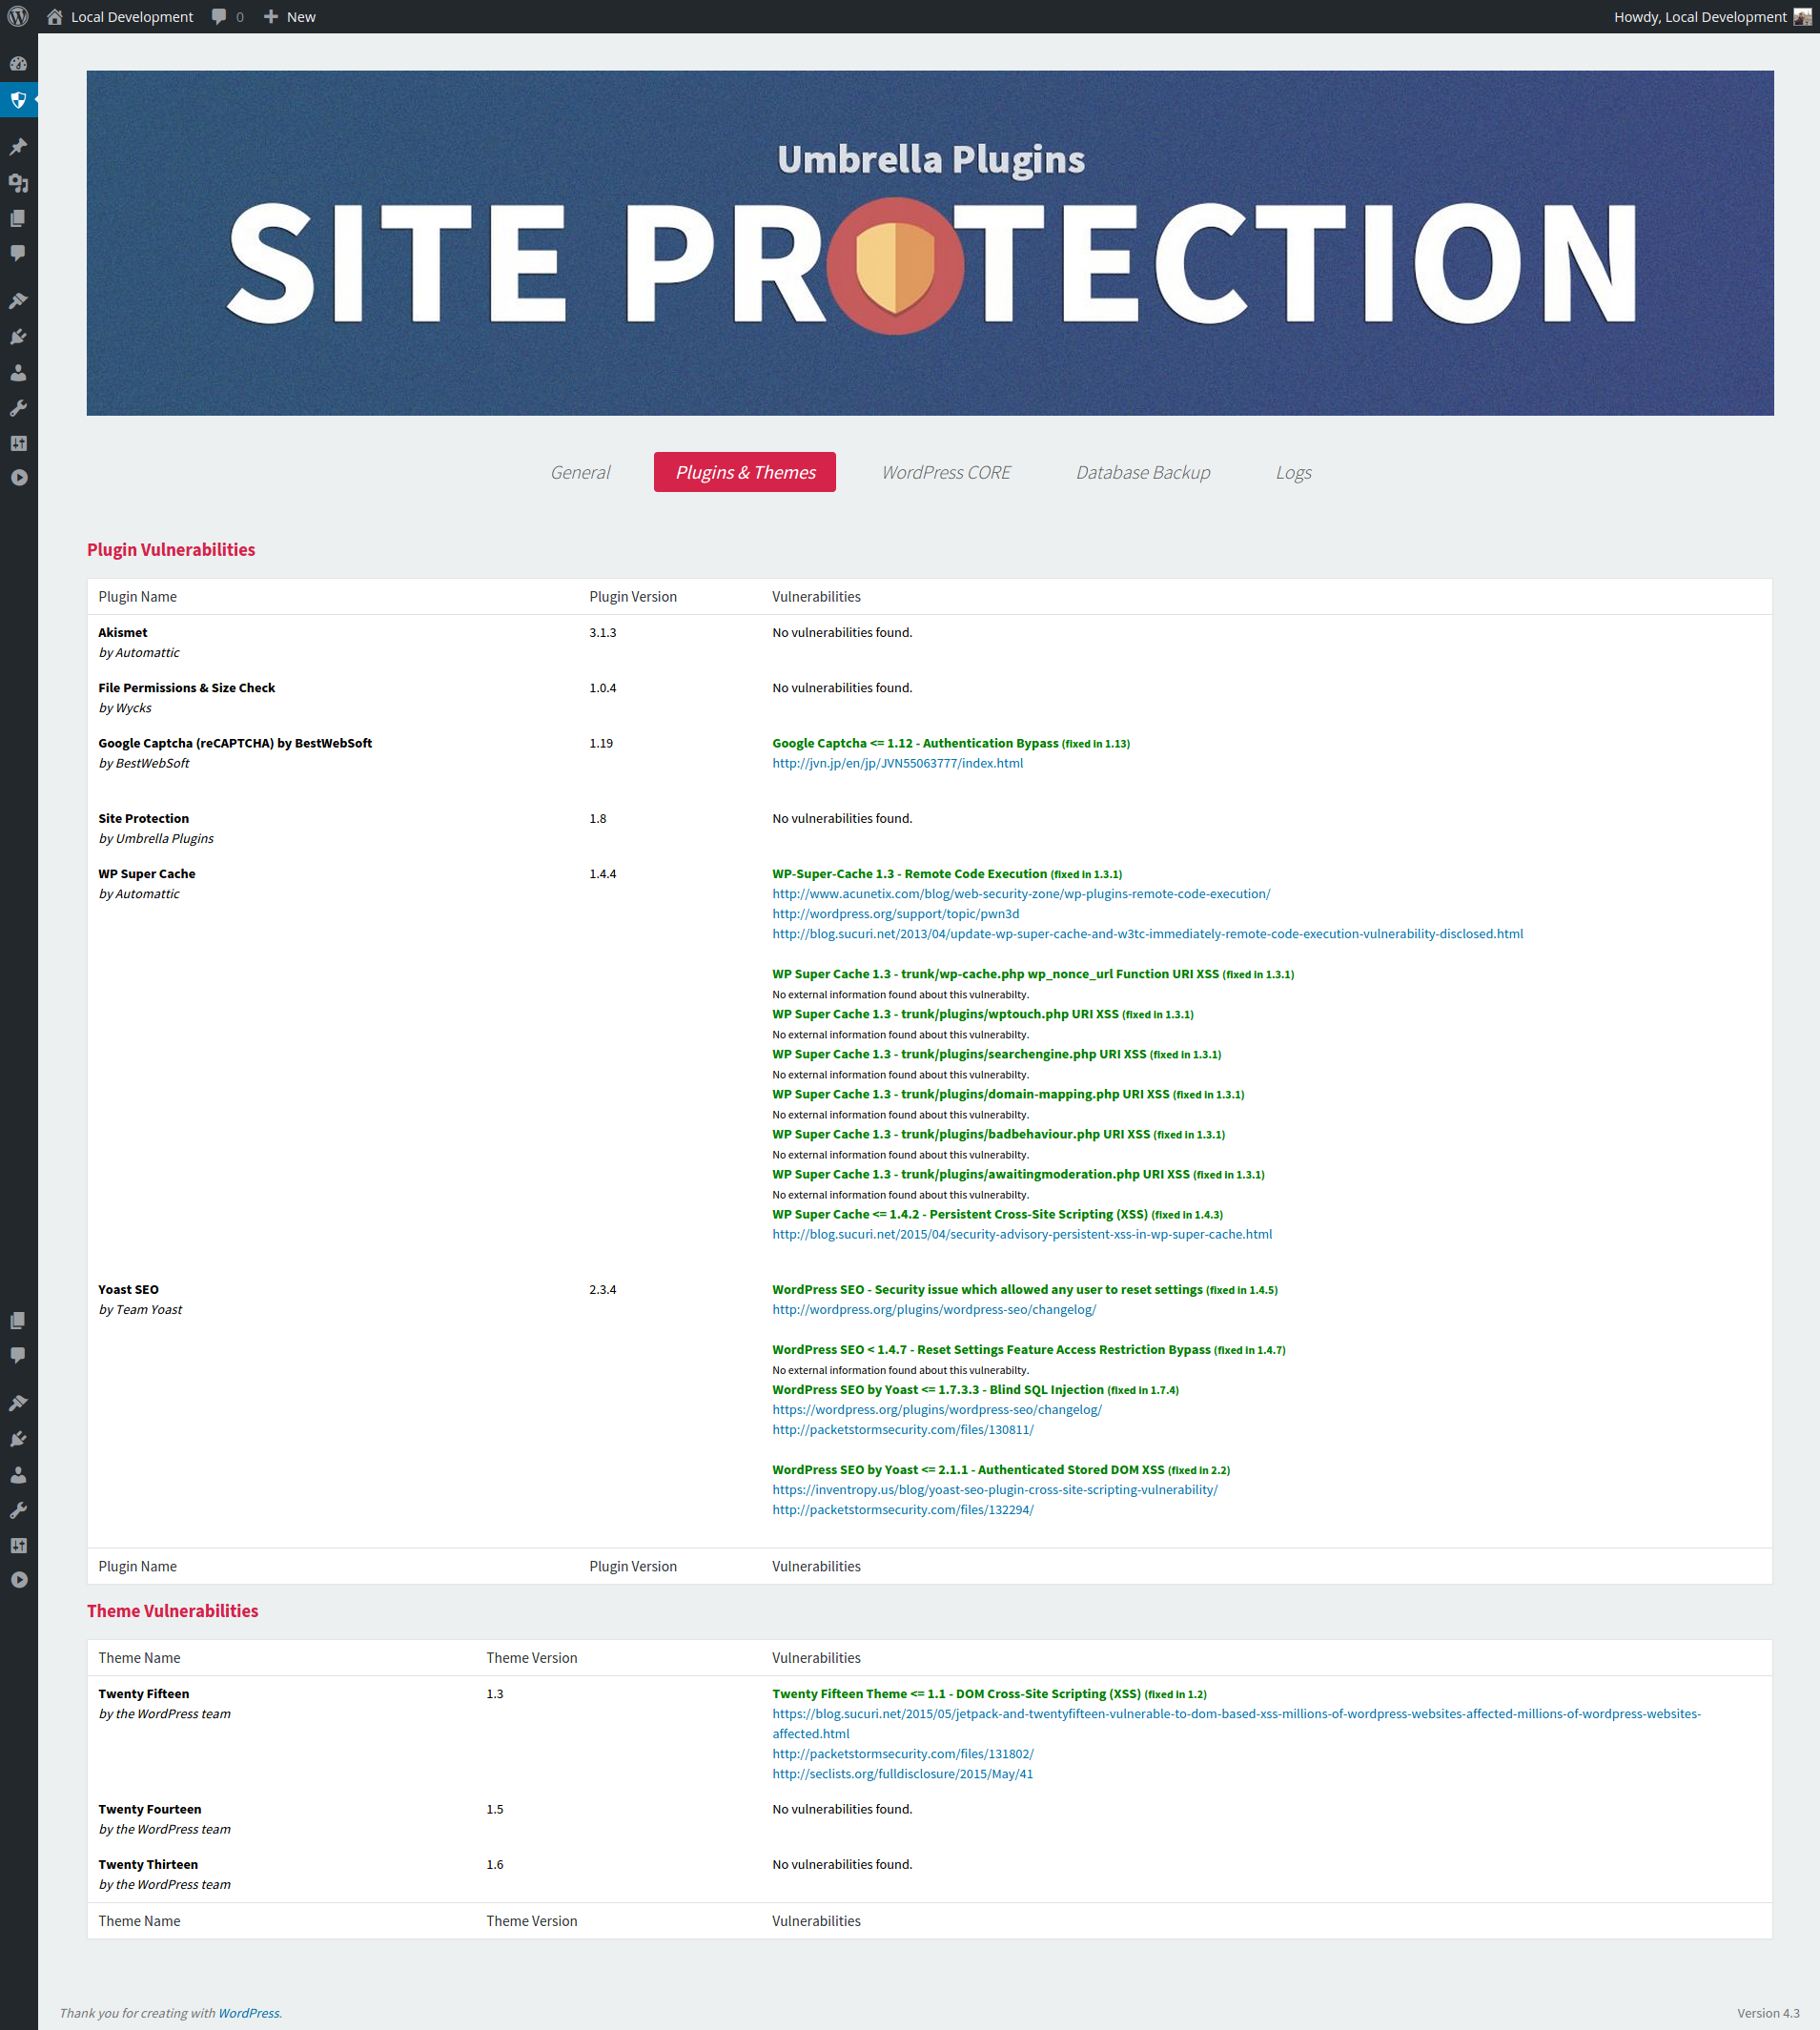 Local Development 0 New Howdy, Local Development
Umbrella Plugins
SITE PROTECTION
General Plugins & Themes WordPress CORE Database Backup Logs
Plugin Vulnerabilities
Plugin Name Plugin Version Vulnerabilities
Akismet 3.1.3 No vulnerabilities found.
by Automattic
File Permissions & Size Check 1.0.4 No vulnerabilities found.
by Wycks
Google Captcha (reCAPTCHA) by BestWebSoft 1.19 Google Captcha <= 1.12 - Authentication Bypass (fixed in 1.13)
by BestWebSoft http://jvn.jp/en/jp/JVN55063777/index.html
Site Protection 1.8 No vulnerabilities found.
by Umbrella Plugins
WP Super Cache 1.4.4 WP-Super-Cache 1.3 - Remote Code Execution (fixed in 1.3.1)
by Automattic http://www.acunetix.com/blog/web-security-zone/wp-plugins-remote-code-execution/
http://wordpress.org/support/topic/pwn3d
http://blog.sucuri.net/2013/04/update-wp-super-cache-and-w3tc-immediately-remote-code-execution-vulnerability-disclosed.html
WP Super Cache 1.3 - trunk/wp-cache.php wp_nonce_url Function URI XSS (fixed in 1.3.1)
No external information found about this vulnerabilty.
WP Super Cache 1.3 - trunk/plugins/wptouch.php URI XSS (fixed in 1.3.1)
No external information found about this vulnerabilty.
WP Super Cache 1.3 - trunk/plugins/searchengine.php URI XSS (fixed in 1.3.1)
No external information found about this vulnerabilty.
WP Super Cache 1.3 - trunk/plugins/domain-mapping.php URI XSS (fixed in 1.3.1)
No external information found about this vulnerabilty.
WP Super Cache 1.3 - trunk/plugins/badbehaviour.php URI XSS (fixed in 1.3.1)
No external information found about this vulnerabilty.
WP Super Cache 1.3 - trunk/plugins/awaitingmoderation.php URI XSS (fixed in 1.3.1)
No external information found about this vulnerabilty.
WP Super Cache <= 1.4.2 - Persistent Cross-Site Scripting (XSS) (fixed in 1.4.3)
http://blog.sucuri.net/2015/04/security-advisory-persistent-xss-in-wp-super-cache.html
Yoast SEO 2.3.4 WordPress SEO - Security issue which allowed any user to reset settings (fixed in 1.4.5)
by Team Yoast http://wordpress.org/plugins/wordpress-seo/changelog/
WordPress SEO < 1.4.7 - Reset Settings Feature Access Restriction Bypass (fixed in 1.4.7)
No external information found about this vulnerabilty.
WordPress SEO by Yoast <= 1.7.3.3 - Blind SQL Injection (fixed in 1.7.4)
https://wordpress.org/plugins/wordpress-seo/changelog/
http://packetstormsecurity.com/files/130811/
WordPress SEO by Yoast <= 2.1.1 - Authenticated Stored DOM XSS (fixed in 2.2)
https://inventropy.us/blog/yoast-seo-plugin-cross-site-scripting-vulnerability/
http://packetstormsecurity.com/files/132294/
Plugin Name Plugin Version Vulnerabilities
Theme Vulnerabilities
Theme Name Theme Version Vulnerabilities
Twenty Fifteen 1.3 Twenty Fifteen Theme <= 1.1 - DOM Cross-Site Scripting (XSS) (fixed in 1.2)
by the WordPress team https://blog.sucuri.net/2015/05/jetpack-and-twentyfifteen-vulnerable-to-dom-based-xss-millions-of-wordpress-websites-affected-millions-of-wordpress-websites-
affected.html
http://packetstormsecurity.com/files/131802/
http://seclists.org/fulldisclosure/2015/May/41
Twenty Fourteen 1.5 No vulnerabilities found.
by the WordPress team
Twenty Thirteen 1.6 No vulnerabilities found.
by the WordPress team
Theme Name Theme Version Vulnerabilities
Thank you for creating with WordPress. Version 4.3